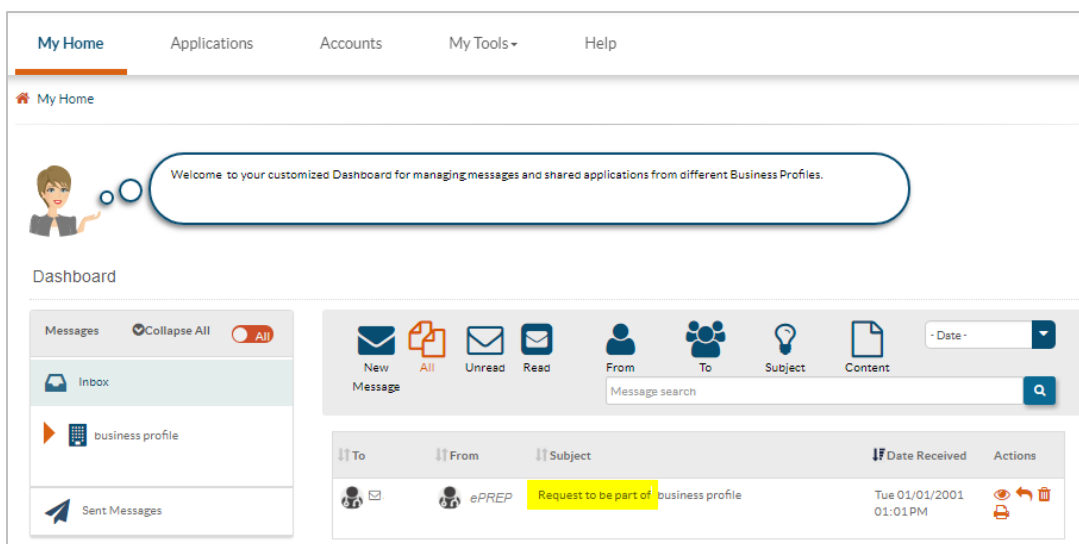 My Home Applications Accounts My Tools Help
My Home
Welcome to your customized Dashboard for managing messages and shared applications from different Business Profiles.
Dashboard
Messages Collapse All All
Inbox
business profile
Sent Messages
New Message All Unread Read From To Subject Content - Date -
Message search
To From Subject Date Received Actions
ePREP Request to be part of business profile Tue 01/01/2001
01:01 PM